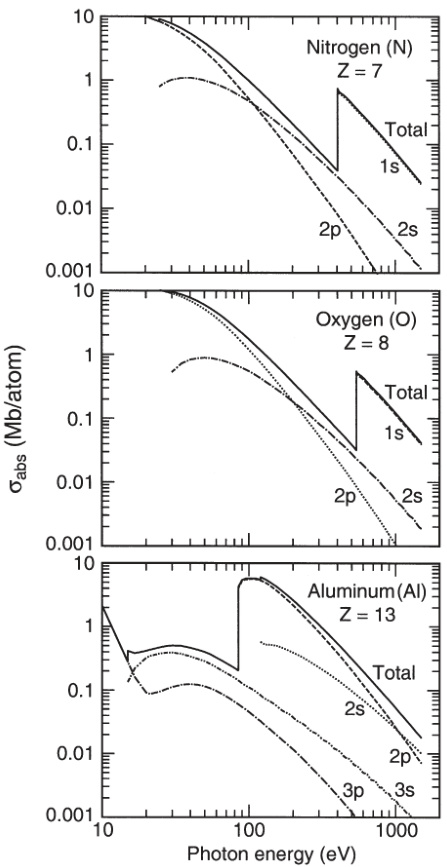 10
Nitrogen (N)
Z = 7
1
Total
0.1
1s
0.01
2p
2s
0.001
10
Oxygen (O)
Z = 8
1
Total
0.1
1s
0.01
2p
2s
0.001
σabs (Mb/atom)
10
Aluminum (Al)
Z = 13
1
Total
0.1
2s
2p
0.01
3p
3s
0.001
10
100
1000
Photon energy (eV)